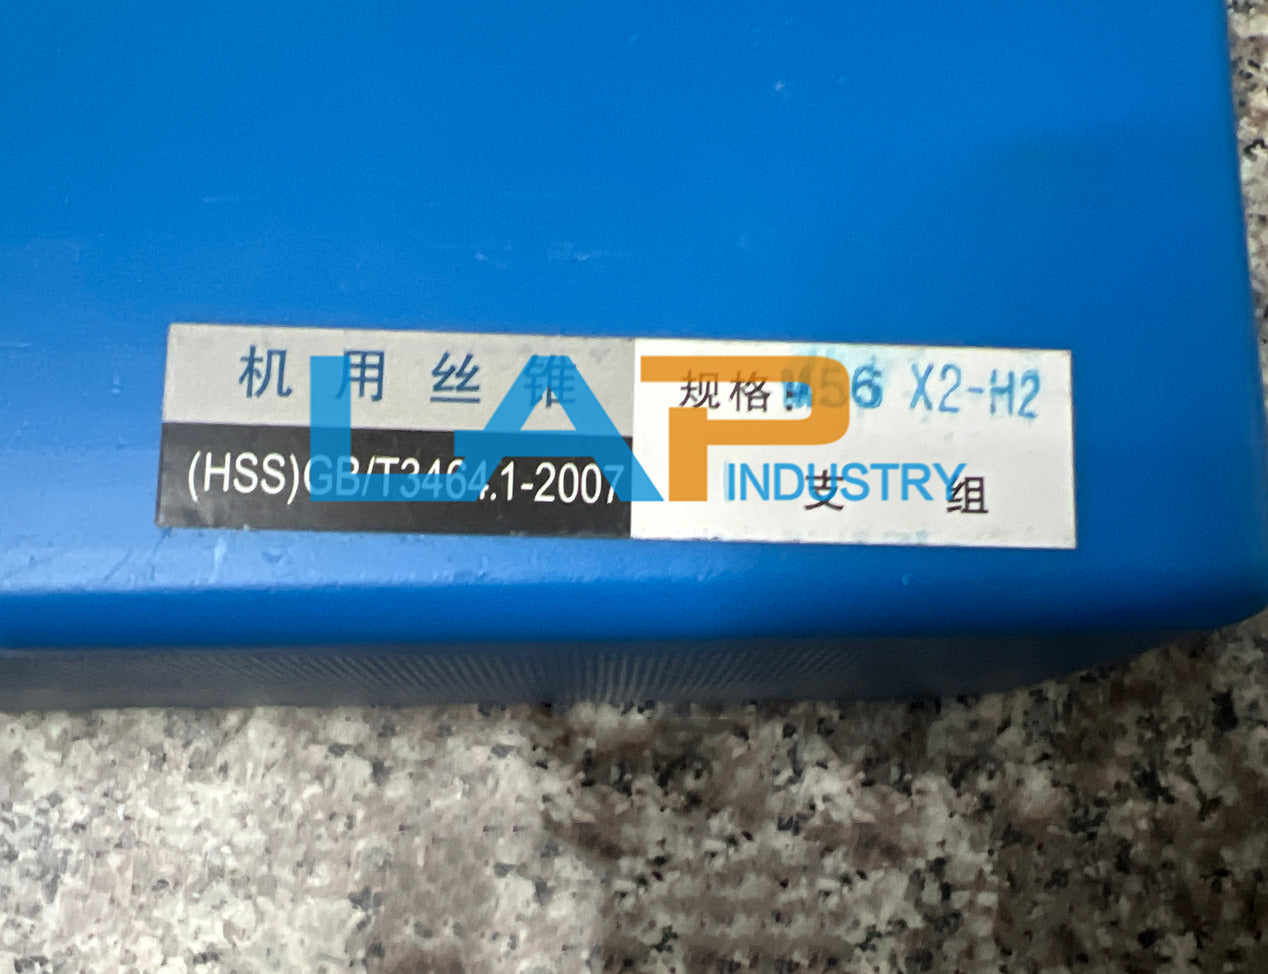 机用丝锥
规格: M56 X2-H2
(HSS)GB/T3464.1-2007
支 组
LAP
INDUSTRY